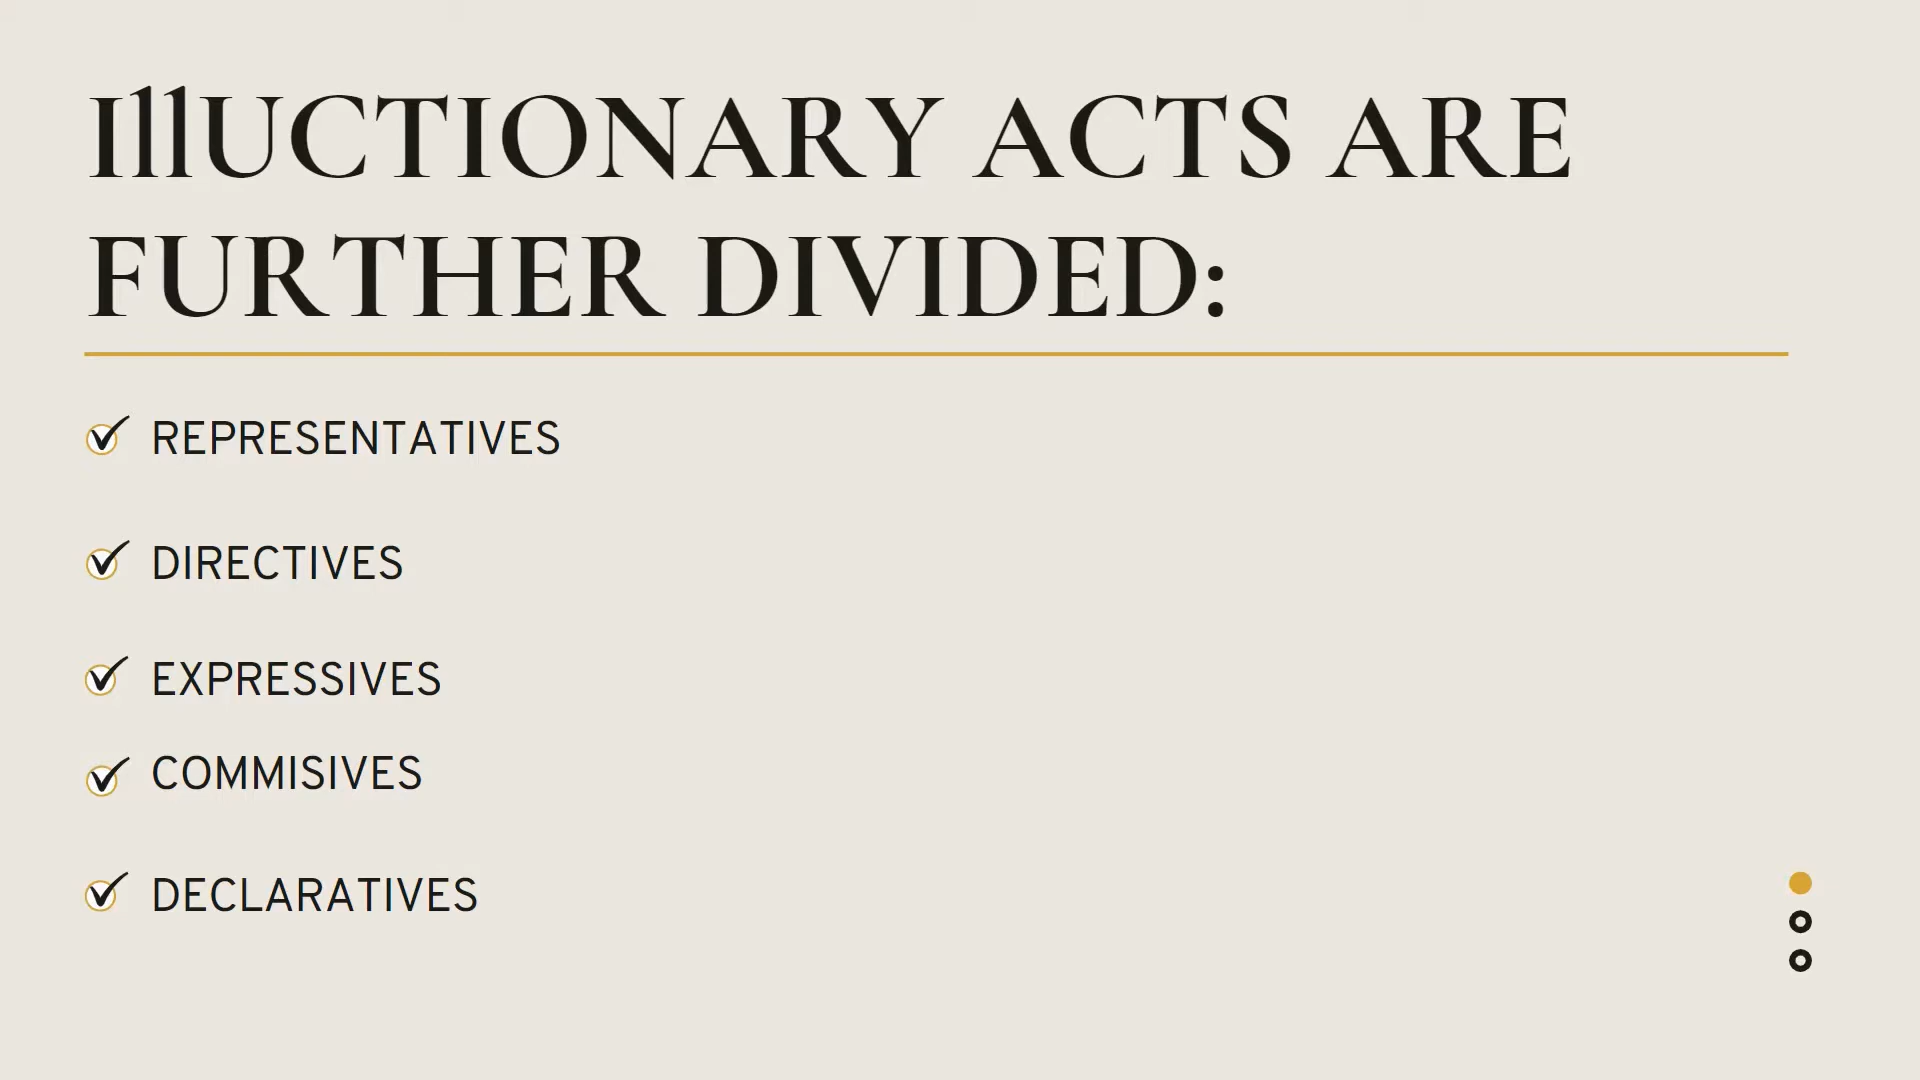 IllUCTIONARY ACTS ARE
FURTHER DIVIDED:
REPRESENTATIVES
DIRECTIVES
EXPRESSIVES
COMMISIVES
DECLARATIVES